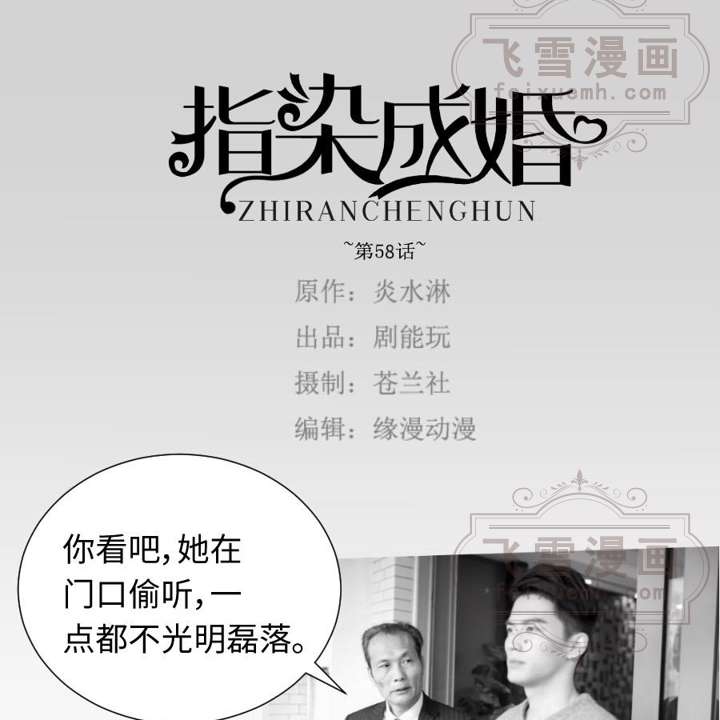 飞雪漫画
feixuemh.com
指染成婚
ZHIRANCHENGHUN
~第58话~
原作：炎水淋
出品：剧能玩
摄制：苍兰社
编辑：缘漫动漫
飞雪漫画
feixuemh.com
你看吧，她在
门口偷听，一
点都不光明磊落。